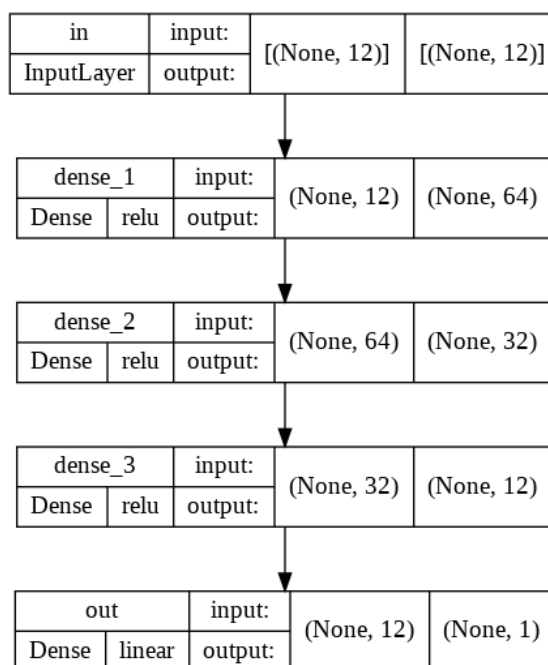 in input: [(None, 12)] [(None, 12)]
InputLayer output:
dense_1 input: (None, 12) (None, 64)
Dense relu output:
dense_2 input: (None, 64) (None, 32)
Dense relu output:
dense_3 input: (None, 32) (None, 12)
Dense relu output:
out input: (None, 12) (None, 1)
Dense linear output: